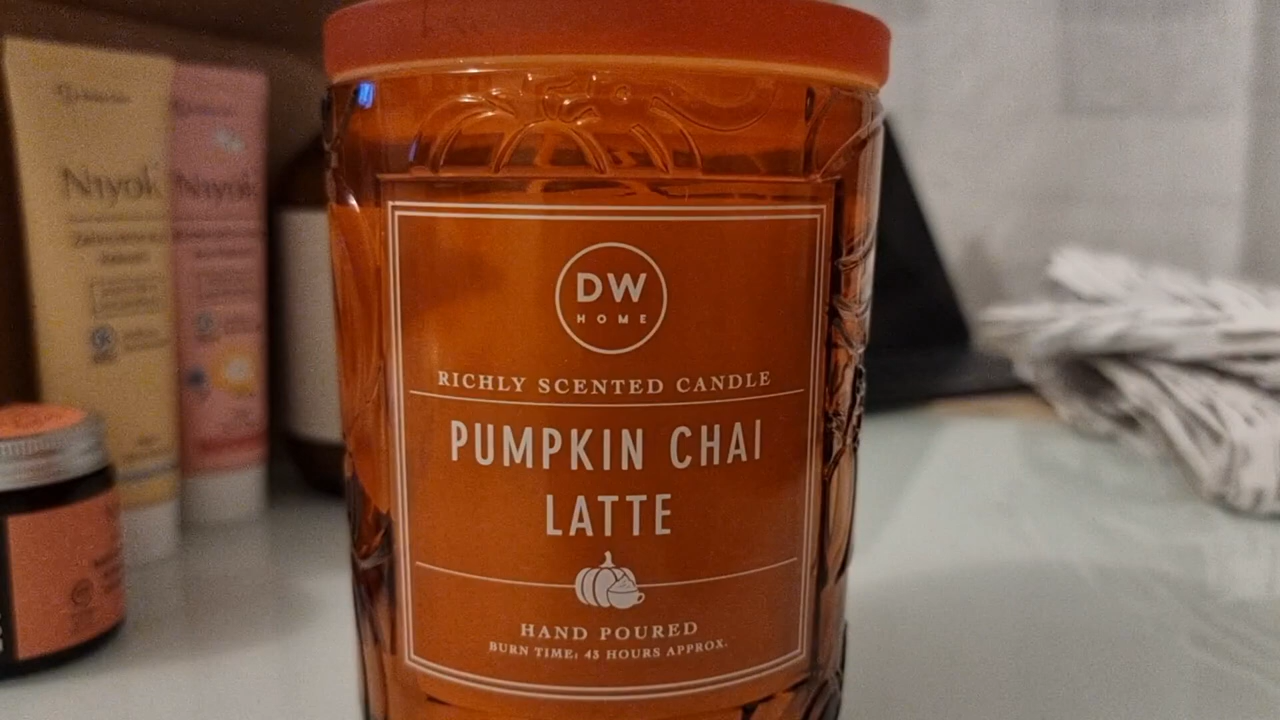 DW
HOME
RICHLY SCENTED CANDLE
PUMPKIN CHAI
LATTE
HAND POURED
BURN TIME: 43 HOURS APPROX.
Niyok
Niyok